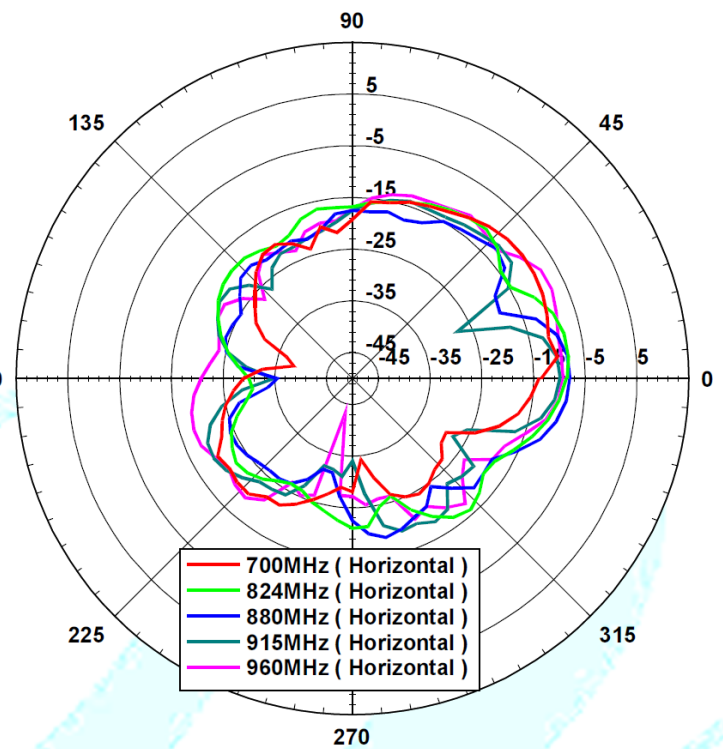 90
135
45
5
-5
-15
-25
-35
-45
-45 -35 -25 -1 -5 5
0
0
700MHz ( Horizontal )
824MHz ( Horizontal )
880MHz ( Horizontal )
915MHz ( Horizontal )
960MHz ( Horizontal )
225
315
270